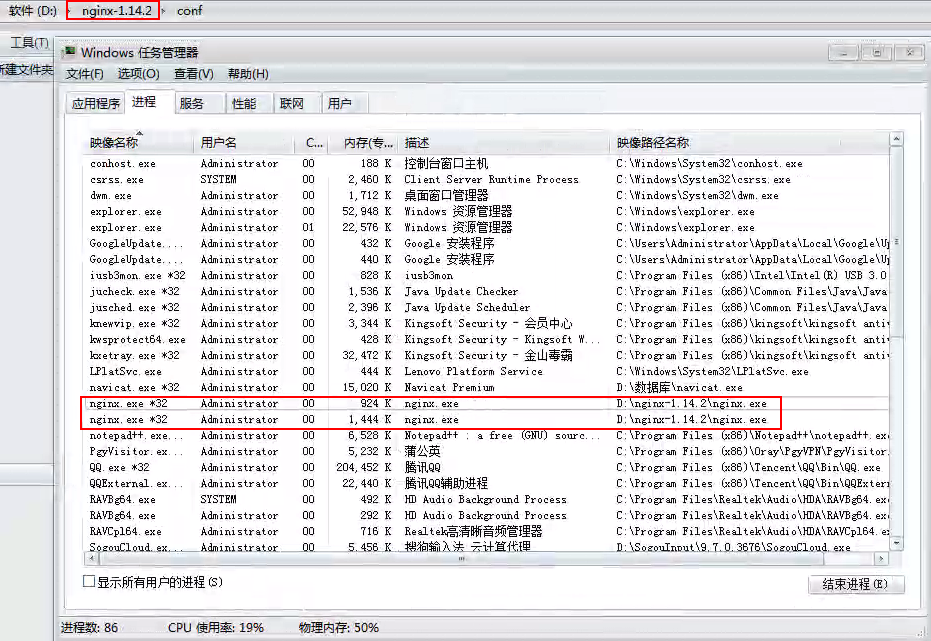 软件 (D:) nginx-1.14.2 conf
工具(T)
新建文件夹
Windows 任务管理器
文件(F) 选项(O) 查看(V) 帮助(H)
应用程序 进程 服务 性能 联网 用户
映像名称 用户名 C... 内存(专... 描述 映像路径名称
conhost.exe Administrator 00 188 K 控制台窗口主机 C:\Windows\System32\conhost.exe
csrss.exe SYSTEM 00 2,460 K Client Server Runtime Process C:\Windows\System32\csrss.exe
dwm.exe Administrator 00 1,712 K 桌面窗口管理器 C:\Windows\System32\dwm.exe
explorer.exe Administrator 00 52,948 K Windows 资源管理器 C:\Windows\explorer.exe
explorer.exe Administrator 01 22,576 K Windows 资源管理器 C:\Windows\explorer.exe
GoogleUpdate.... Administrator 00 432 K Google 安装程序 C:\Users\Administrator\AppData\Local\Google\Up
GoogleUpdate.... Administrator 00 440 K Google 安装程序 C:\Users\Administrator\AppData\Local\Google\Up
iusb3mon.exe *32 Administrator 00 828 K iusb3mon C:\Program Files (x86)\Intel\Intel(R) USB 3.0
jucheck.exe *32 Administrator 00 1,536 K Java Update Checker C:\Program Files (x86)\Common Files\Java\Java
jusched.exe *32 Administrator 00 2,396 K Java Update Scheduler C:\Program Files (x86)\Common Files\Java\Java
knewvip.exe *32 Administrator 00 3,344 K Kingsoft Security - 会员中心 C:\Program Files (x86)\kingsoft\kingsoft antiv
kwsprotect64.exe Administrator 00 428 K Kingsoft Security - Kingsoft W... C:\Program Files (x86)\kingsoft\kingsoft antiv
kxetray.exe *32 Administrator 00 32,472 K Kingsoft Security - 金山毒霸 C:\Program Files (x86)\kingsoft\kingsoft antiv
LPlatSvc.exe Administrator 00 444 K Lenovo Platform Service C:\Windows\System32\LPlatSvc.exe
navicat.exe *32 Administrator 00 15,020 K Navicat Premium D:\数据库\navicat.exe
nginx.exe *32 Administrator 00 924 K nginx.exe D:\nginx-1.14.2\nginx.exe
nginx.exe *32 Administrator 00 1,444 K nginx.exe D:\nginx-1.14.2\nginx.exe
notepad++.exe... Administrator 00 6,528 K Notepad++ : a free (GNU) sourc... C:\Program Files (x86)\Notepad++\notepad++.exe
PgyVisitor.ex... Administrator 00 5,232 K 蒲公英 C:\Program Files (x86)\Oray\PgyVPN\PgyVisitor.
QQ.exe *32 Administrator 00 204,452 K 腾讯QQ C:\Program Files (x86)\Tencent\QQ\Bin\QQ.exe
QQExternal.ex... Administrator 00 22,440 K 腾讯QQ辅助进程 C:\Program Files (x86)\Tencent\QQ\Bin\QQExter
RAVBg64.exe SYSTEM 00 492 K HD Audio Background Process C:\Program Files\Realtek\Audio\HDA\RAVBg64.exe
RAVBg64.exe Administrator 00 292 K HD Audio Background Process C:\Program Files\Realtek\Audio\HDA\RAVBg64.exe
RAVCpl64.exe Administrator 00 716 K Realtek高清晰音频管理器 C:\Program Files\Realtek\Audio\HDA\RAVCpl64.ex
SogouCloud.ex... Administrator 00 5,456 K 搜狗输入法 云计算代理 D:\SogouInput\9.7.0.3676\SogouCloud.exe
显示所有用户的进程(S) 结束进程(E)
进程数: 86 CPU 使用率: 19% 物理内存: 50%